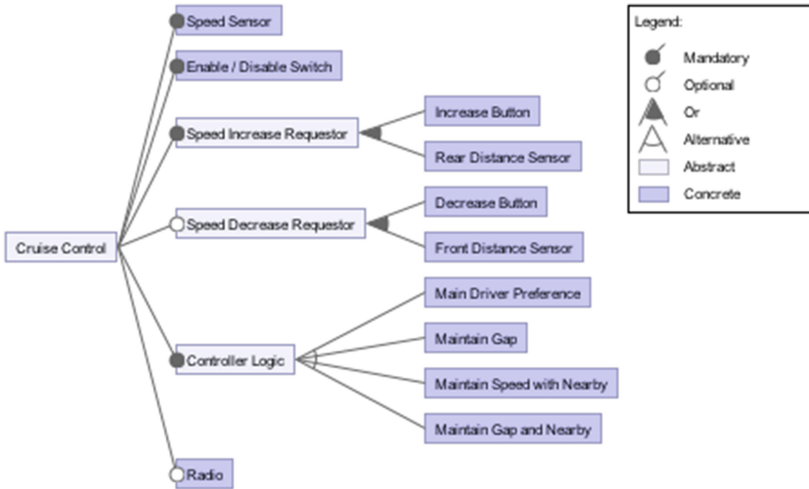 Speed Sensor
Enable / Disable Switch
Speed Increase Requestor
Increase Button
Rear Distance Sensor
Speed Decrease Requestor
Decrease Button
Front Distance Sensor
Cruise Control
Controller Logic
Main Driver Preference
Maintain Gap
Maintain Speed with Nearby
Maintain Gap and Nearby
Radio
Legend:
Mandatory
Optional
Or
Alternative
Abstract
Concrete